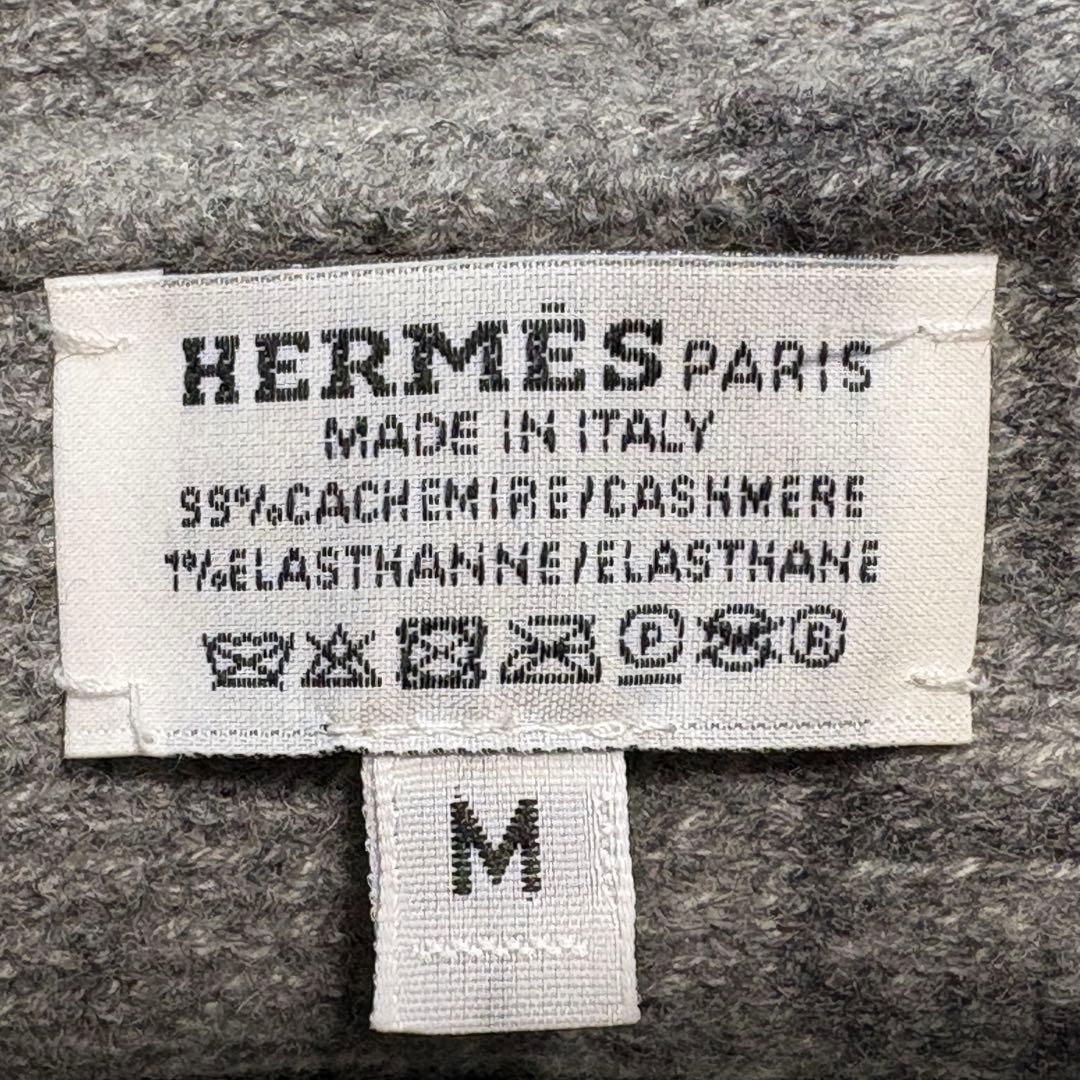 HERMÈS PARIS
MADE IN ITALY
99%CACHEMIRE/CASHMERE
1%ELASTHANNE/ELASTHANE
P W R
M